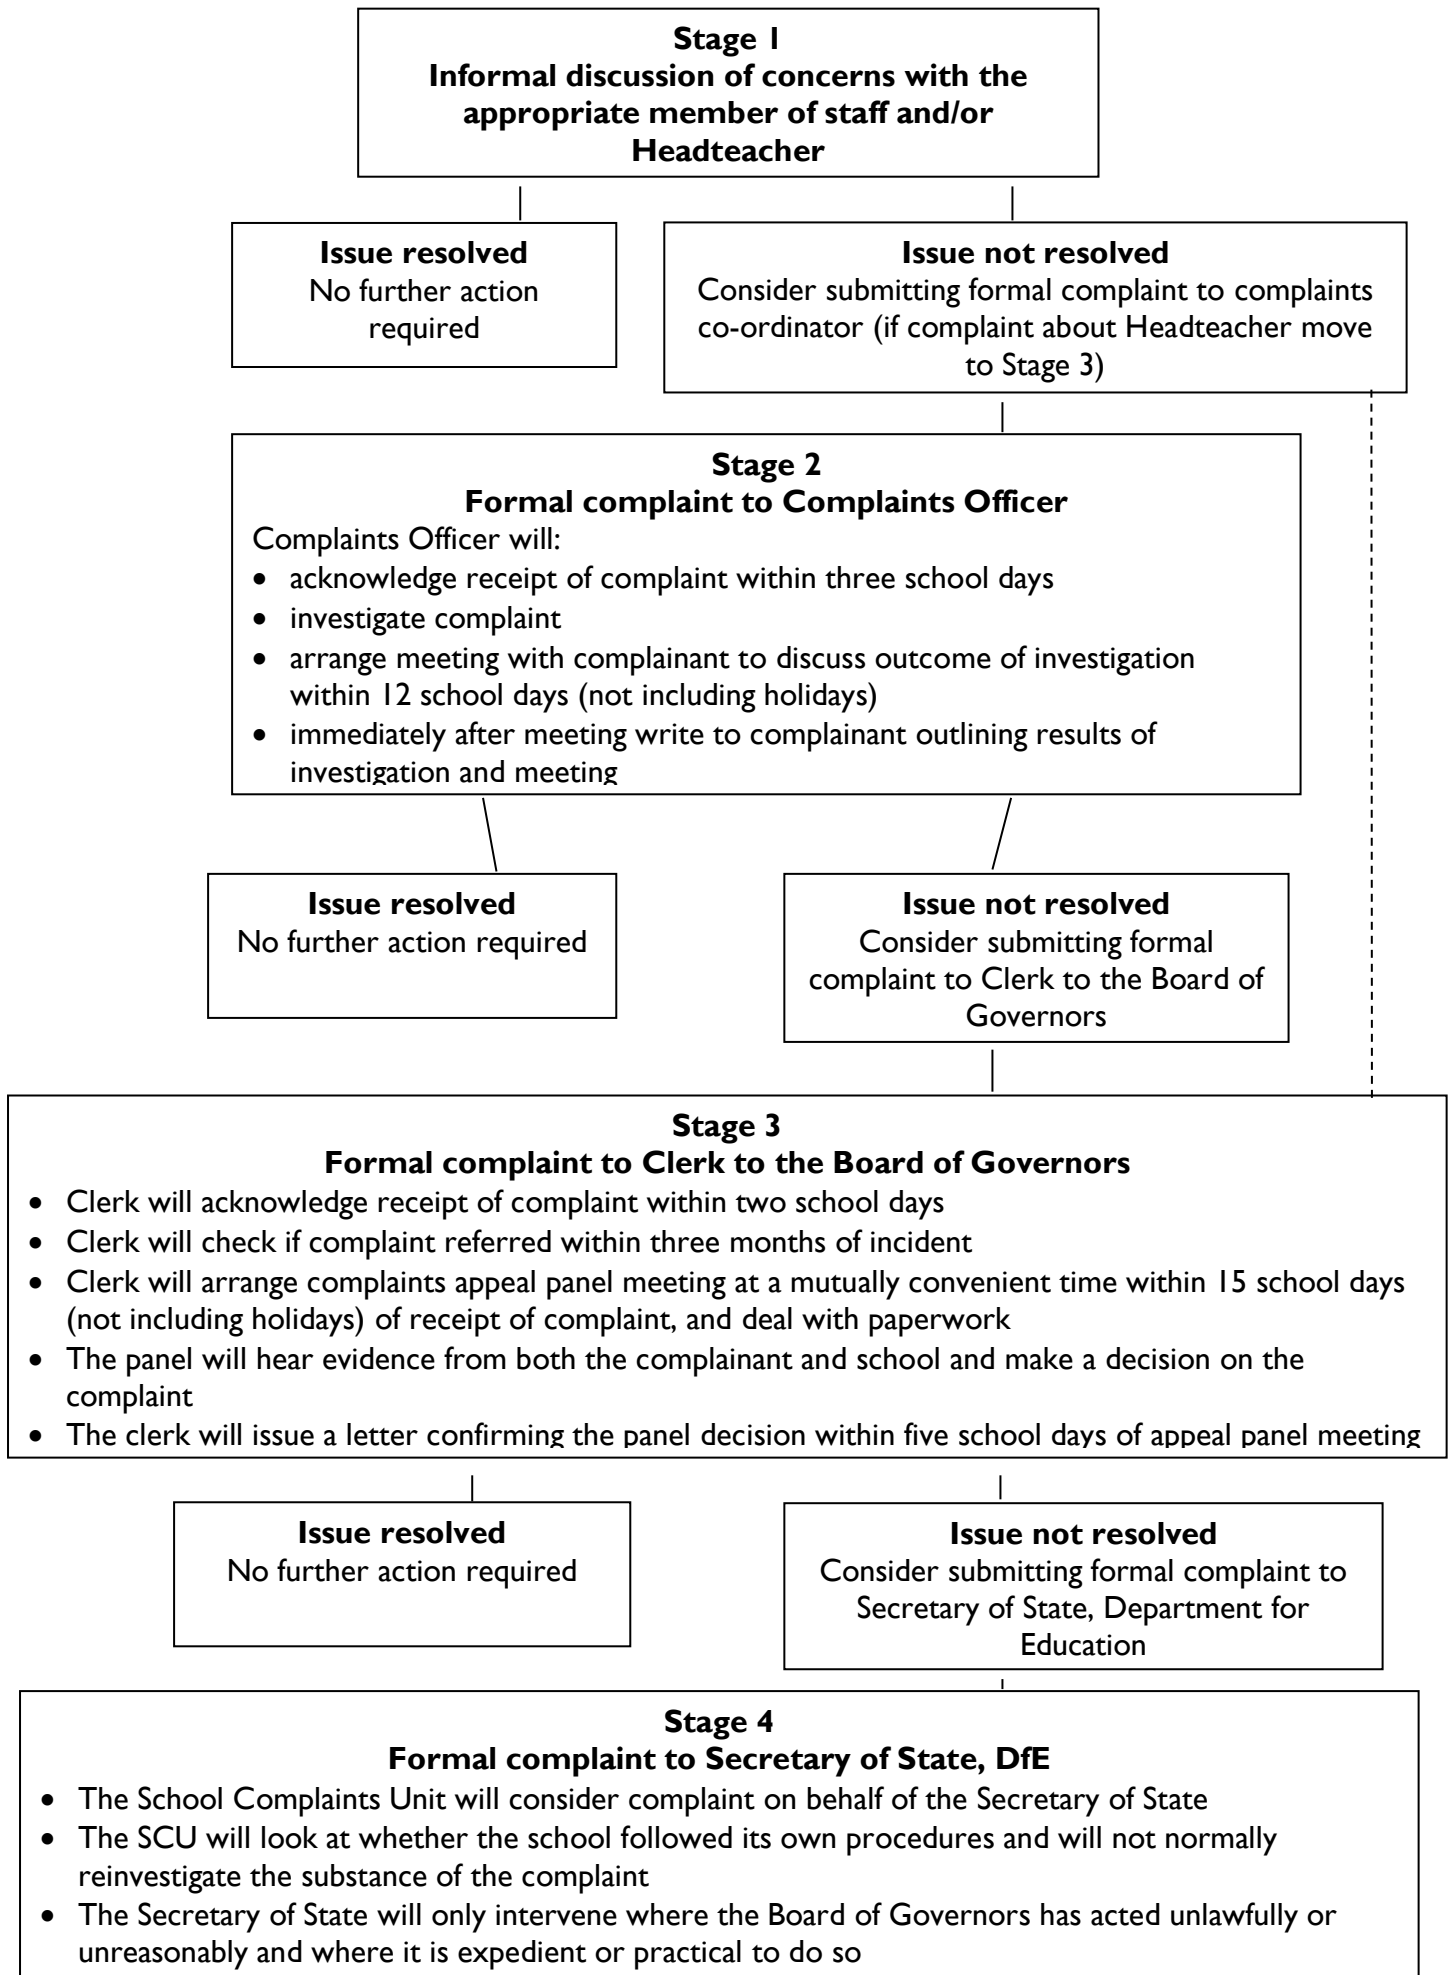 Stage 1
Informal discussion of concerns with the
appropriate member of staff and/or
Headteacher
Issue resolved
No further action
required
Issue not resolved
Consider submitting formal complaint to complaints
co-ordinator (if complaint about Headteacher move
to Stage 3)
Stage 2
Formal complaint to Complaints Officer
Complaints Officer will:
• acknowledge receipt of complaint within three school days
• investigate complaint
• arrange meeting with complainant to discuss outcome of investigation
within 12 school days (not including holidays)
• immediately after meeting write to complainant outlining results of
investigation and meeting
Issue resolved
No further action required
Issue not resolved
Consider submitting formal
complaint to Clerk to the Board of
Governors
Stage 3
Formal complaint to Clerk to the Board of Governors
• Clerk will acknowledge receipt of complaint within two school days
• Clerk will check if complaint referred within three months of incident
• Clerk will arrange complaints appeal panel meeting at a mutually convenient time within 15 school days
(not including holidays) of receipt of complaint, and deal with paperwork
• The panel will hear evidence from both the complainant and school and make a decision on the
complaint
• The clerk will issue a letter confirming the panel decision within five school days of appeal panel meeting
Issue resolved
No further action required
Issue not resolved
Consider submitting formal complaint to
Secretary of State, Department for
Education
Stage 4
Formal complaint to Secretary of State, DfE
• The School Complaints Unit will consider complaint on behalf of the Secretary of State
• The SCU will look at whether the school followed its own procedures and will not normally
reinvestigate the substance of the complaint
• The Secretary of State will only intervene where the Board of Governors has acted unlawfully or
unreasonably and where it is expedient or practical to do so